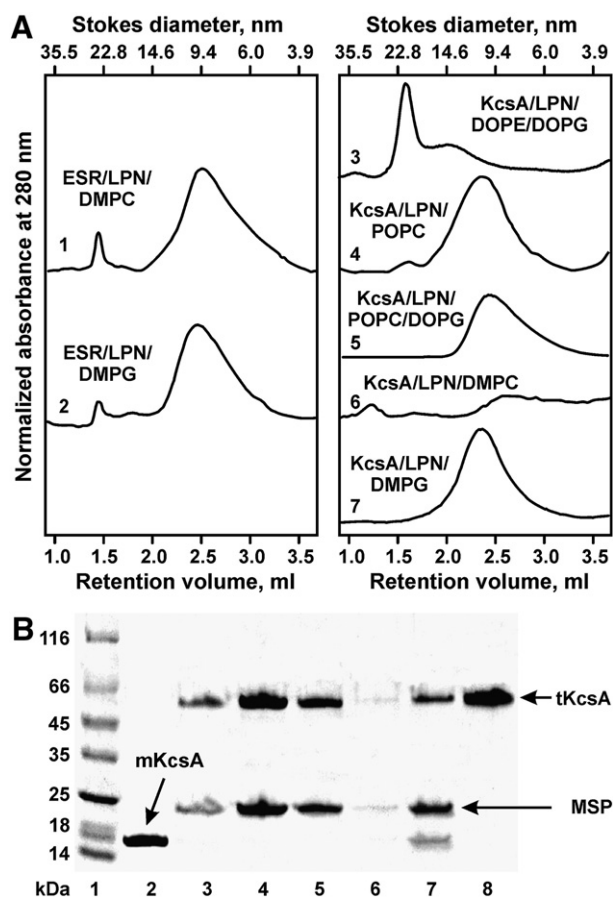 A
Stokes diameter, nm
35.5 22.8 14.6 9.4 6.0 3.9
Normalized absorbance at 280 nm
ESR/LPN/
DMPC
1
ESR/LPN/
DMPG
2
1.0 1.5 2.0 2.5 3.0 3.5
Retention volume, ml
Stokes diameter, nm
35.5 22.8 14.6 9.4 6.0 3.9
KcsA/LPN/
DOPE/DOPG
3
KcsA/LPN/
POPC
4
KcsA/LPN/
POPC/DOPG
5
KcsA/LPN/DMPC
6
KcsA/LPN/
DMPG
7
1.0 1.5 2.0 2.5 3.0 3.5
Retention volume, ml
B
116
66
45
35
25
18
14
mKcsA
tKcsA
MSP
kDa 1 2 3 4 5 6 7 8